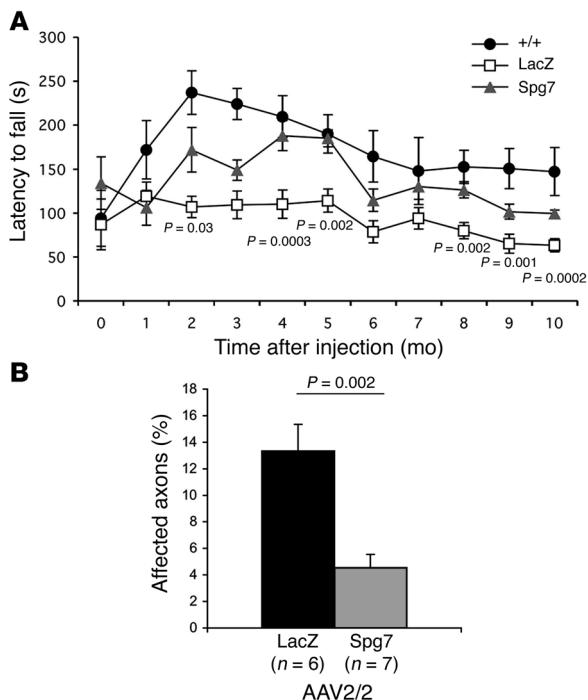 A
300
250
200
150
100
50
0
Latency to fall (s)
+/+
LacZ
Spg7
P = 0.03
P = 0.0003
P = 0.002
P = 0.002
P = 0.001
P = 0.0002
0 1 2 3 4 5 6 7 8 9 10
Time after injection (mo)
B
P = 0.002
18
16
14
12
10
8
6
4
2
0
Affected axons (%)
LacZ Spg7
(n = 6) (n = 7)
AAV2/2